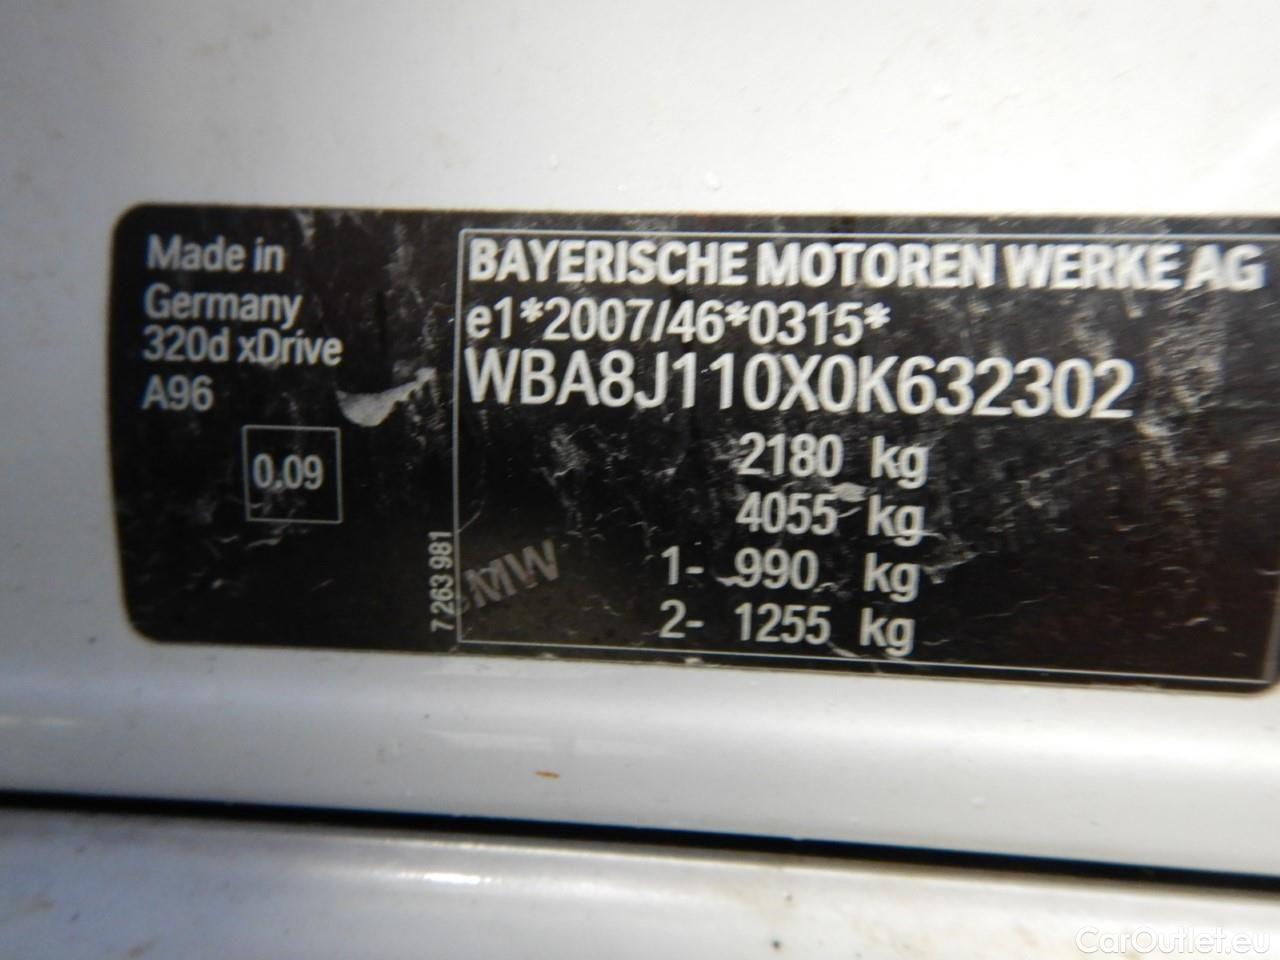 Made in
Germany
320d xDrive
A96
0.09
7 263 981
BAYERISCHE MOTOREN WERKE AG
e1*2007/46*0315*
WBA8J110X0K632302
2180 kg
4055 kg
1- 990 kg
2- 1255 kg
BMW
CarOutlet.eu